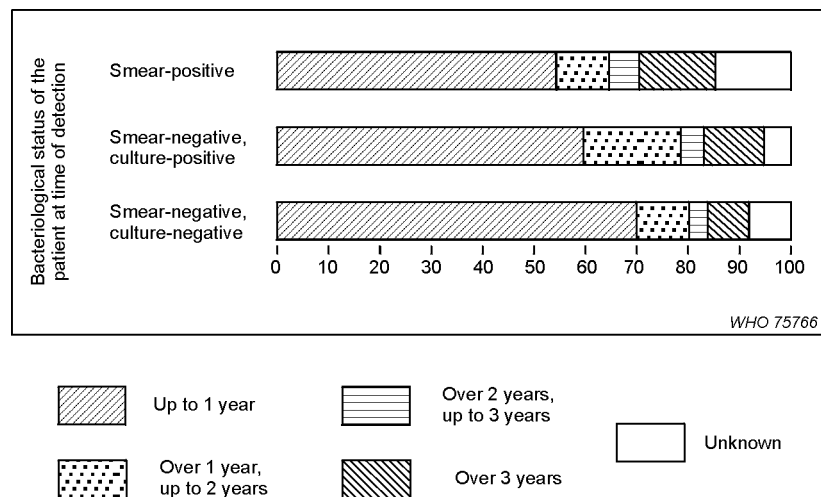 Bacteriological status of the
patient at time of detection
Smear-positive
Smear-negative,
culture-positive
Smear-negative,
culture-negative
0 10 20 30 40 50 60 70 80 90 100
WHO 75766
Up to 1 year
Over 2 years,
up to 3 years
Unknown
Over 1 year,
up to 2 years
Over 3 years